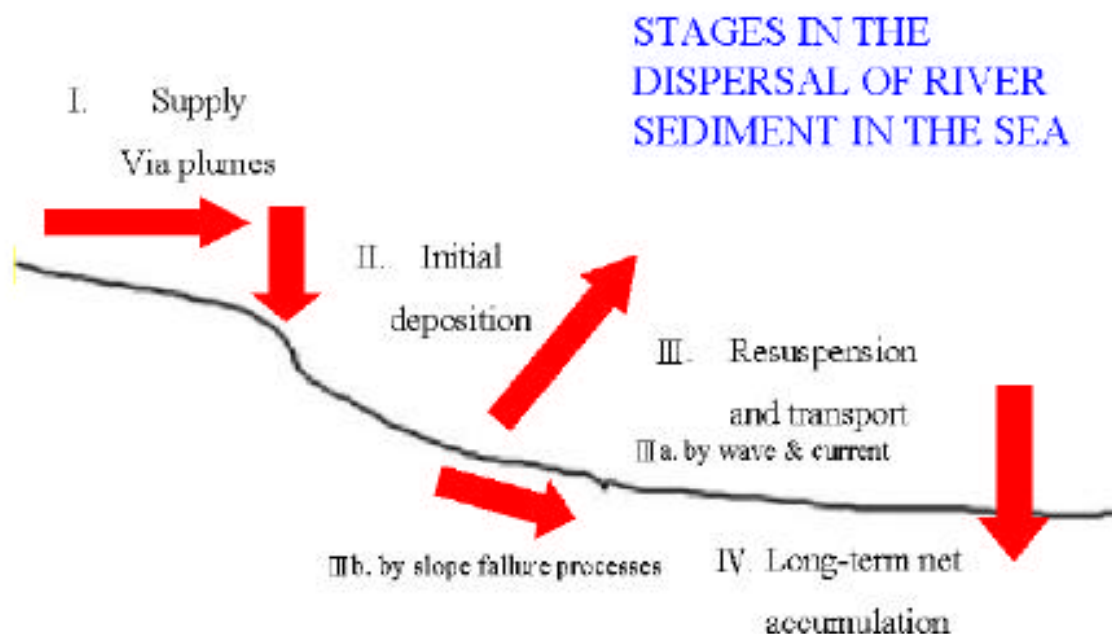 STAGES IN THE
DISPERSAL OF RIVER
SEDIMENT IN THE SEA
I. Supply
Via plumes
II. Initial
deposition
III. Resuspension
and transport
IIIa. by wave & current
IIIb. by slope fallure processes
IV. Long-term net
accumulation